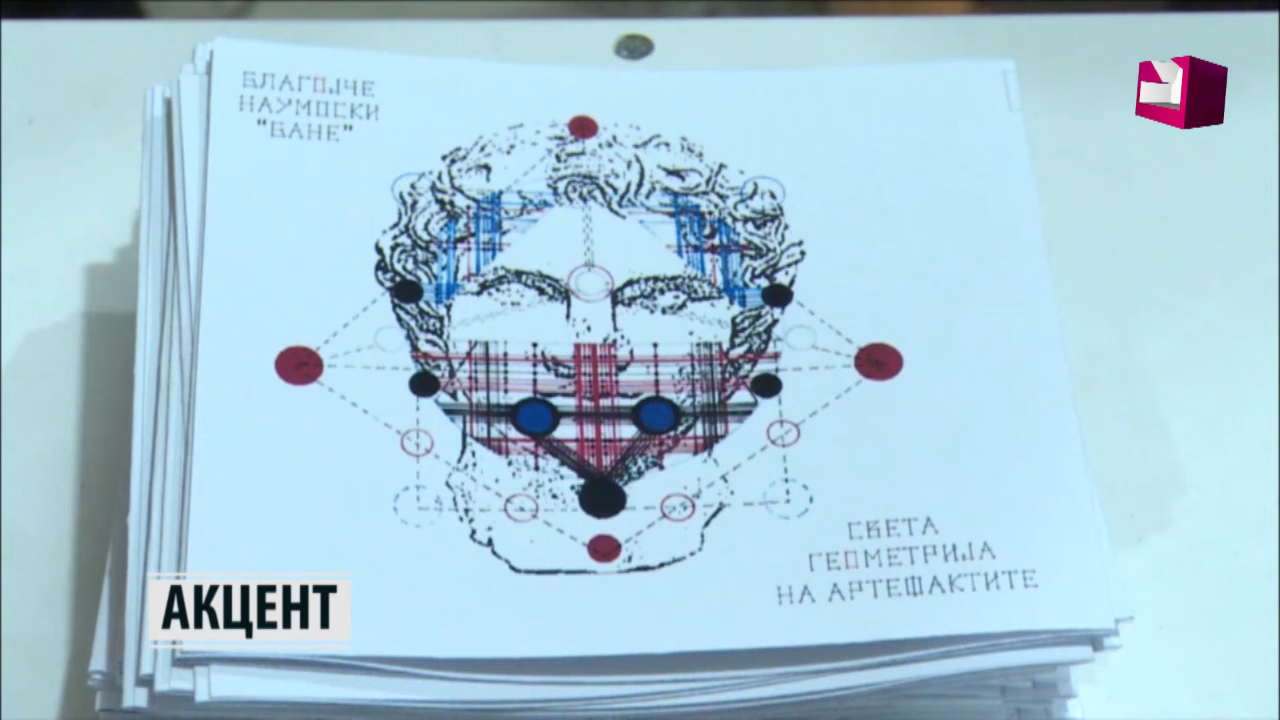 БЛАГОЈЧЕ
НАУМОСКИ
"БАНЕ"
СВЕТА
ГЕОМЕТРИЈА
НА АРТЕФАКТИТЕ
АКЦЕНТ